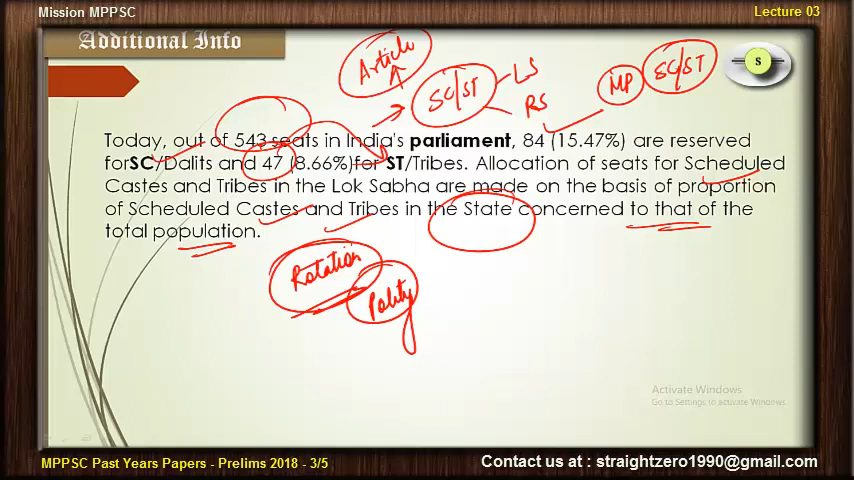 Mission MPPSC
Lecture 03
Additional Info
Article
SC/ST
LS
RS
MP
SC/ST
S
Today, out of 543 seats in India's parliament, 84 (15.47%) are reserved
forSC/Dalits and 47 (8.66%)for ST/Tribes. Allocation of seats for Scheduled
Castes and Tribes in the Lok Sabha are made on the basis of proportion
of Scheduled Castes and Tribes in the State concerned to that of the
total population.
Rotation
Polity
Activate Windows
Go to Settings to activate Windows.
MPPSC Past Years Papers - Prelims 2018 - 3/5
Contact us at : straightzero1990@gmail.com